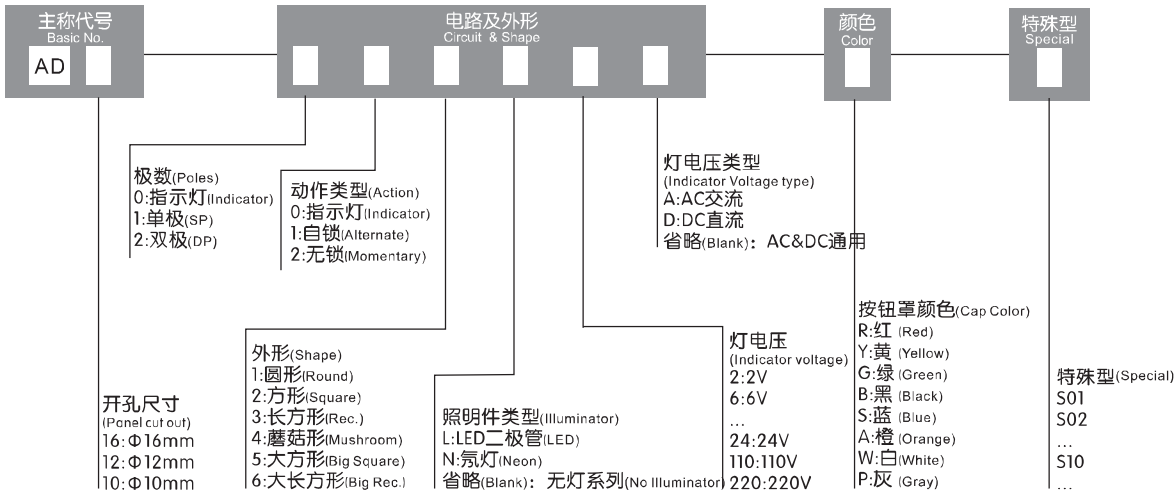 主称代号
Basic No.
AD
电路及外形
Circuit & Shape
颜色
Color
特殊型
Special
极数(Poles)
0:指示灯(Indicator)
1:单极(SP)
2:双极(DP)
动作类型(Action)
0:指示灯(Indicator)
1:自锁(Alternate)
2:无锁(Momentary)
灯电压类型
(Indicator Voltage type)
A:AC交流
D:DC直流
省略(Blank)：AC&DC通用
开孔尺寸
(Panel cut out)
16:Φ16mm
12:Φ12mm
10:Φ10mm
外形(Shape)
1:圆形(Round)
2:方形(Square)
3:长方形(Rec.)
4:蘑菇形(Mushroom)
5:大方形(Big Square)
6:大长方形(Big Rec.)
照明件类型(Illuminator)
L:LED二极管(LED)
N:氖灯(Neon)
省略(Blank)：无灯系列(No Illuminator)
灯电压
(Indicator voltage)
2:2V
6:6V
...
24:24V
110:110V
220:220V
按钮罩颜色(Cap Color)
R:红 (Red)
Y:黄 (Yellow)
G:绿 (Green)
B:黑 (Black)
S:蓝 (Blue)
A:橙 (Orange)
W:白(White)
P:灰 (Gray)
特殊型(Special)
S01
S02
...
S10
...